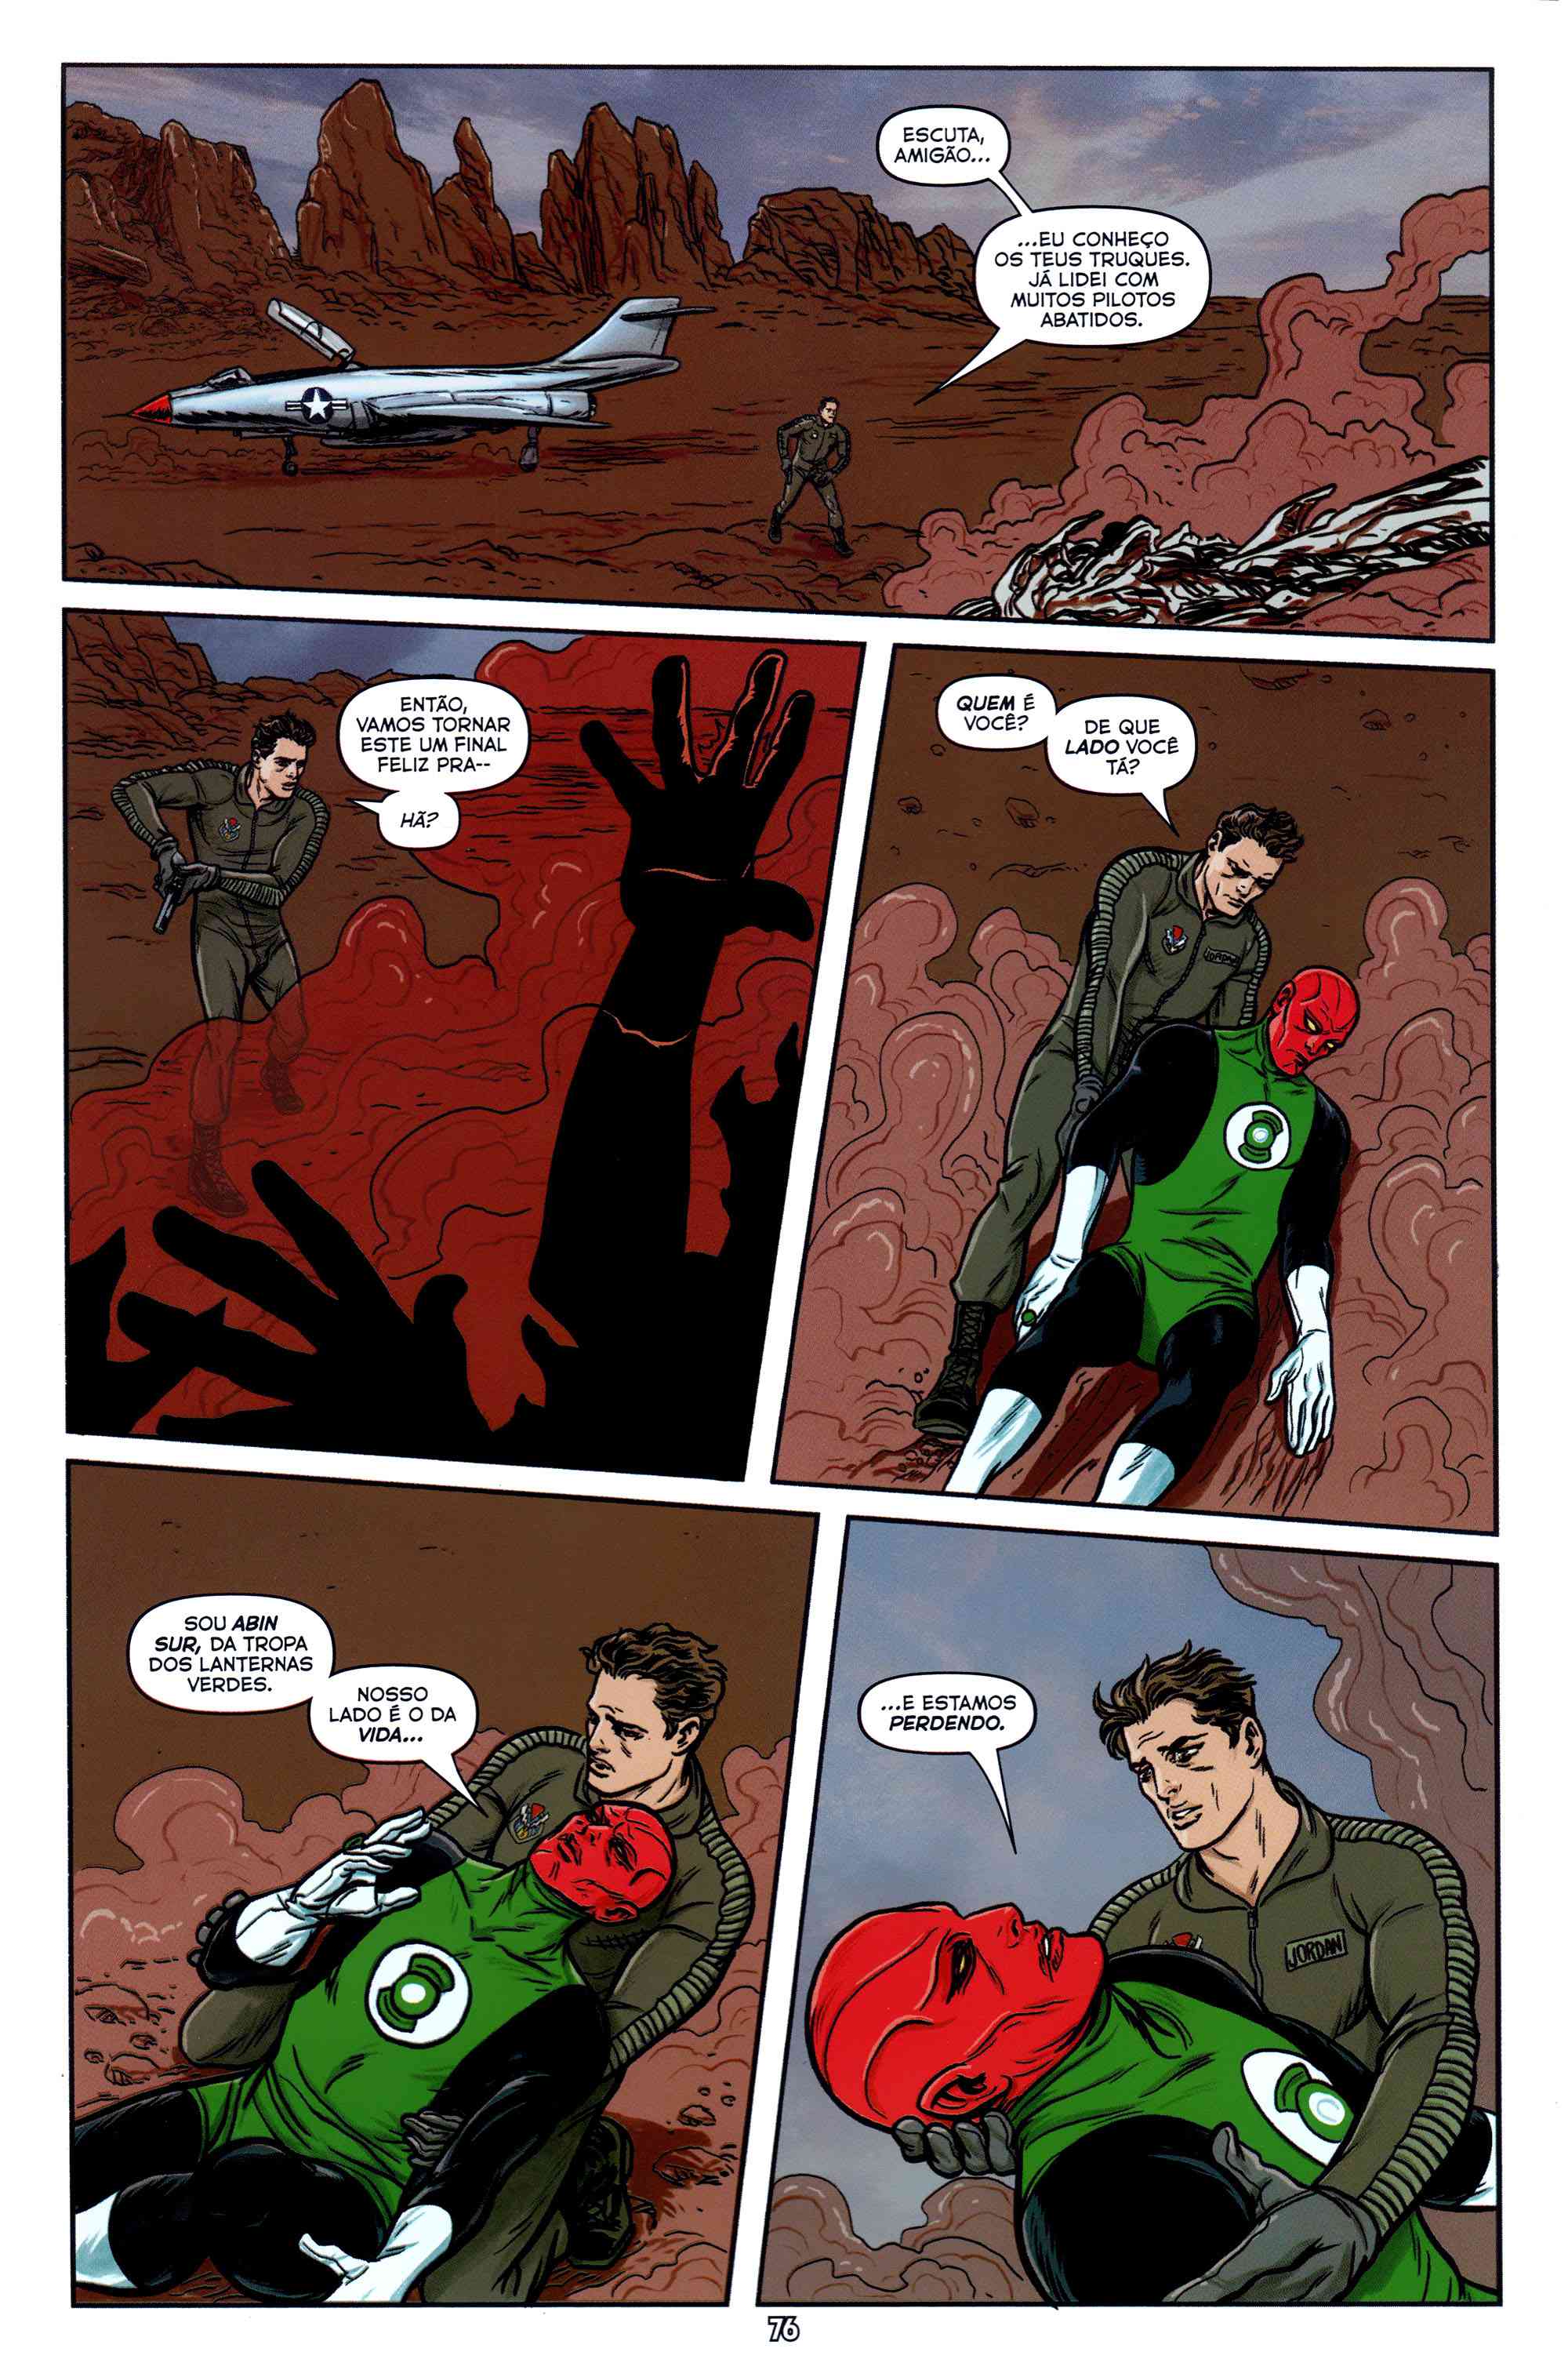 ESCUTA,
AMIGÃO...
...EU CONHEÇO
OS TEUS TRUQUES.
JÁ LIDEI COM
MUITOS PILOTOS
ABATIDOS.
ENTÃO,
VAMOS TORNAR
ESTE UM FINAL
FELIZ PRA--
HÃ?
QUEM É
VOCÊ?
DE QUE
LADO VOCÊ
TÁ?
JORDAN
SOU ABIN
SUR, DA TROPA
DOS LANTERNAS
VERDES.
NOSSO
LADO É O DA
VIDA...
...E ESTAMOS
PERDENDO.
JORDAN
76